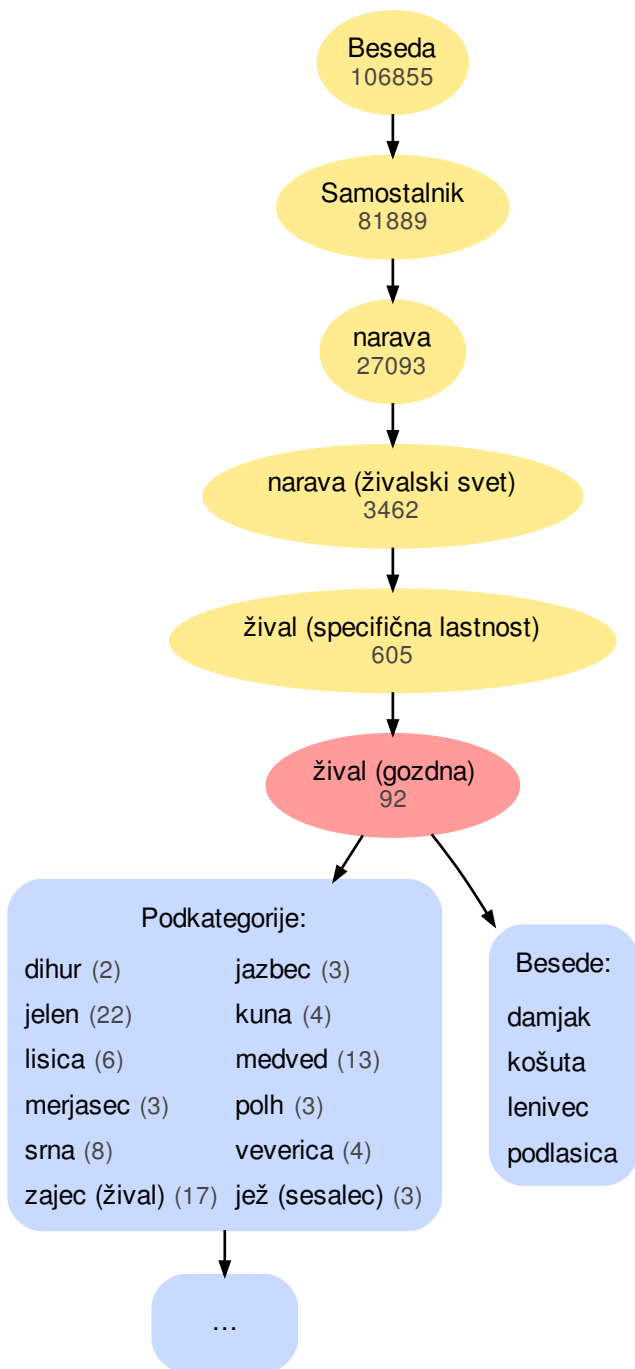 Beseda
106855
Samostalnik
81889
narava
27093
narava (živalski svet)
3462
žival (specifična lastnost)
605
žival (gozdna)
92
Podkategorije:
dihur (2) jazbec (3)
jelen (22) kuna (4)
lisica (6) medved (13)
merjasec (3) polh (3)
srna (8) veverica (4)
zajec (žival) (17) jež (sesalec) (3)
Besede:
damjak
košuta
lenivec
podlasica
…